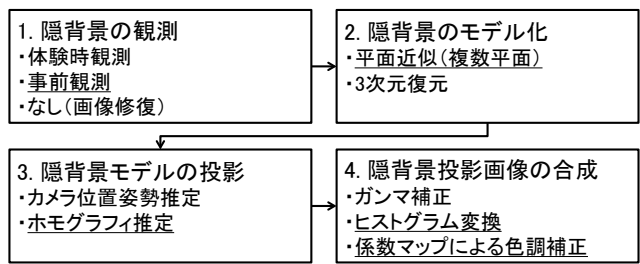 1. 隠背景の観測
・体験時観測
・事前観測
・なし（画像修復）
2. 隠背景のモデル化
・平面近似（複数平面）
・3次元復元
3. 隠背景モデルの投影
・カメラ位置姿勢推定
・ホモグラフィ推定
4. 隠背景投影画像の合成
・ガンマ補正
・ヒストグラム変換
・係数マップによる色調補正